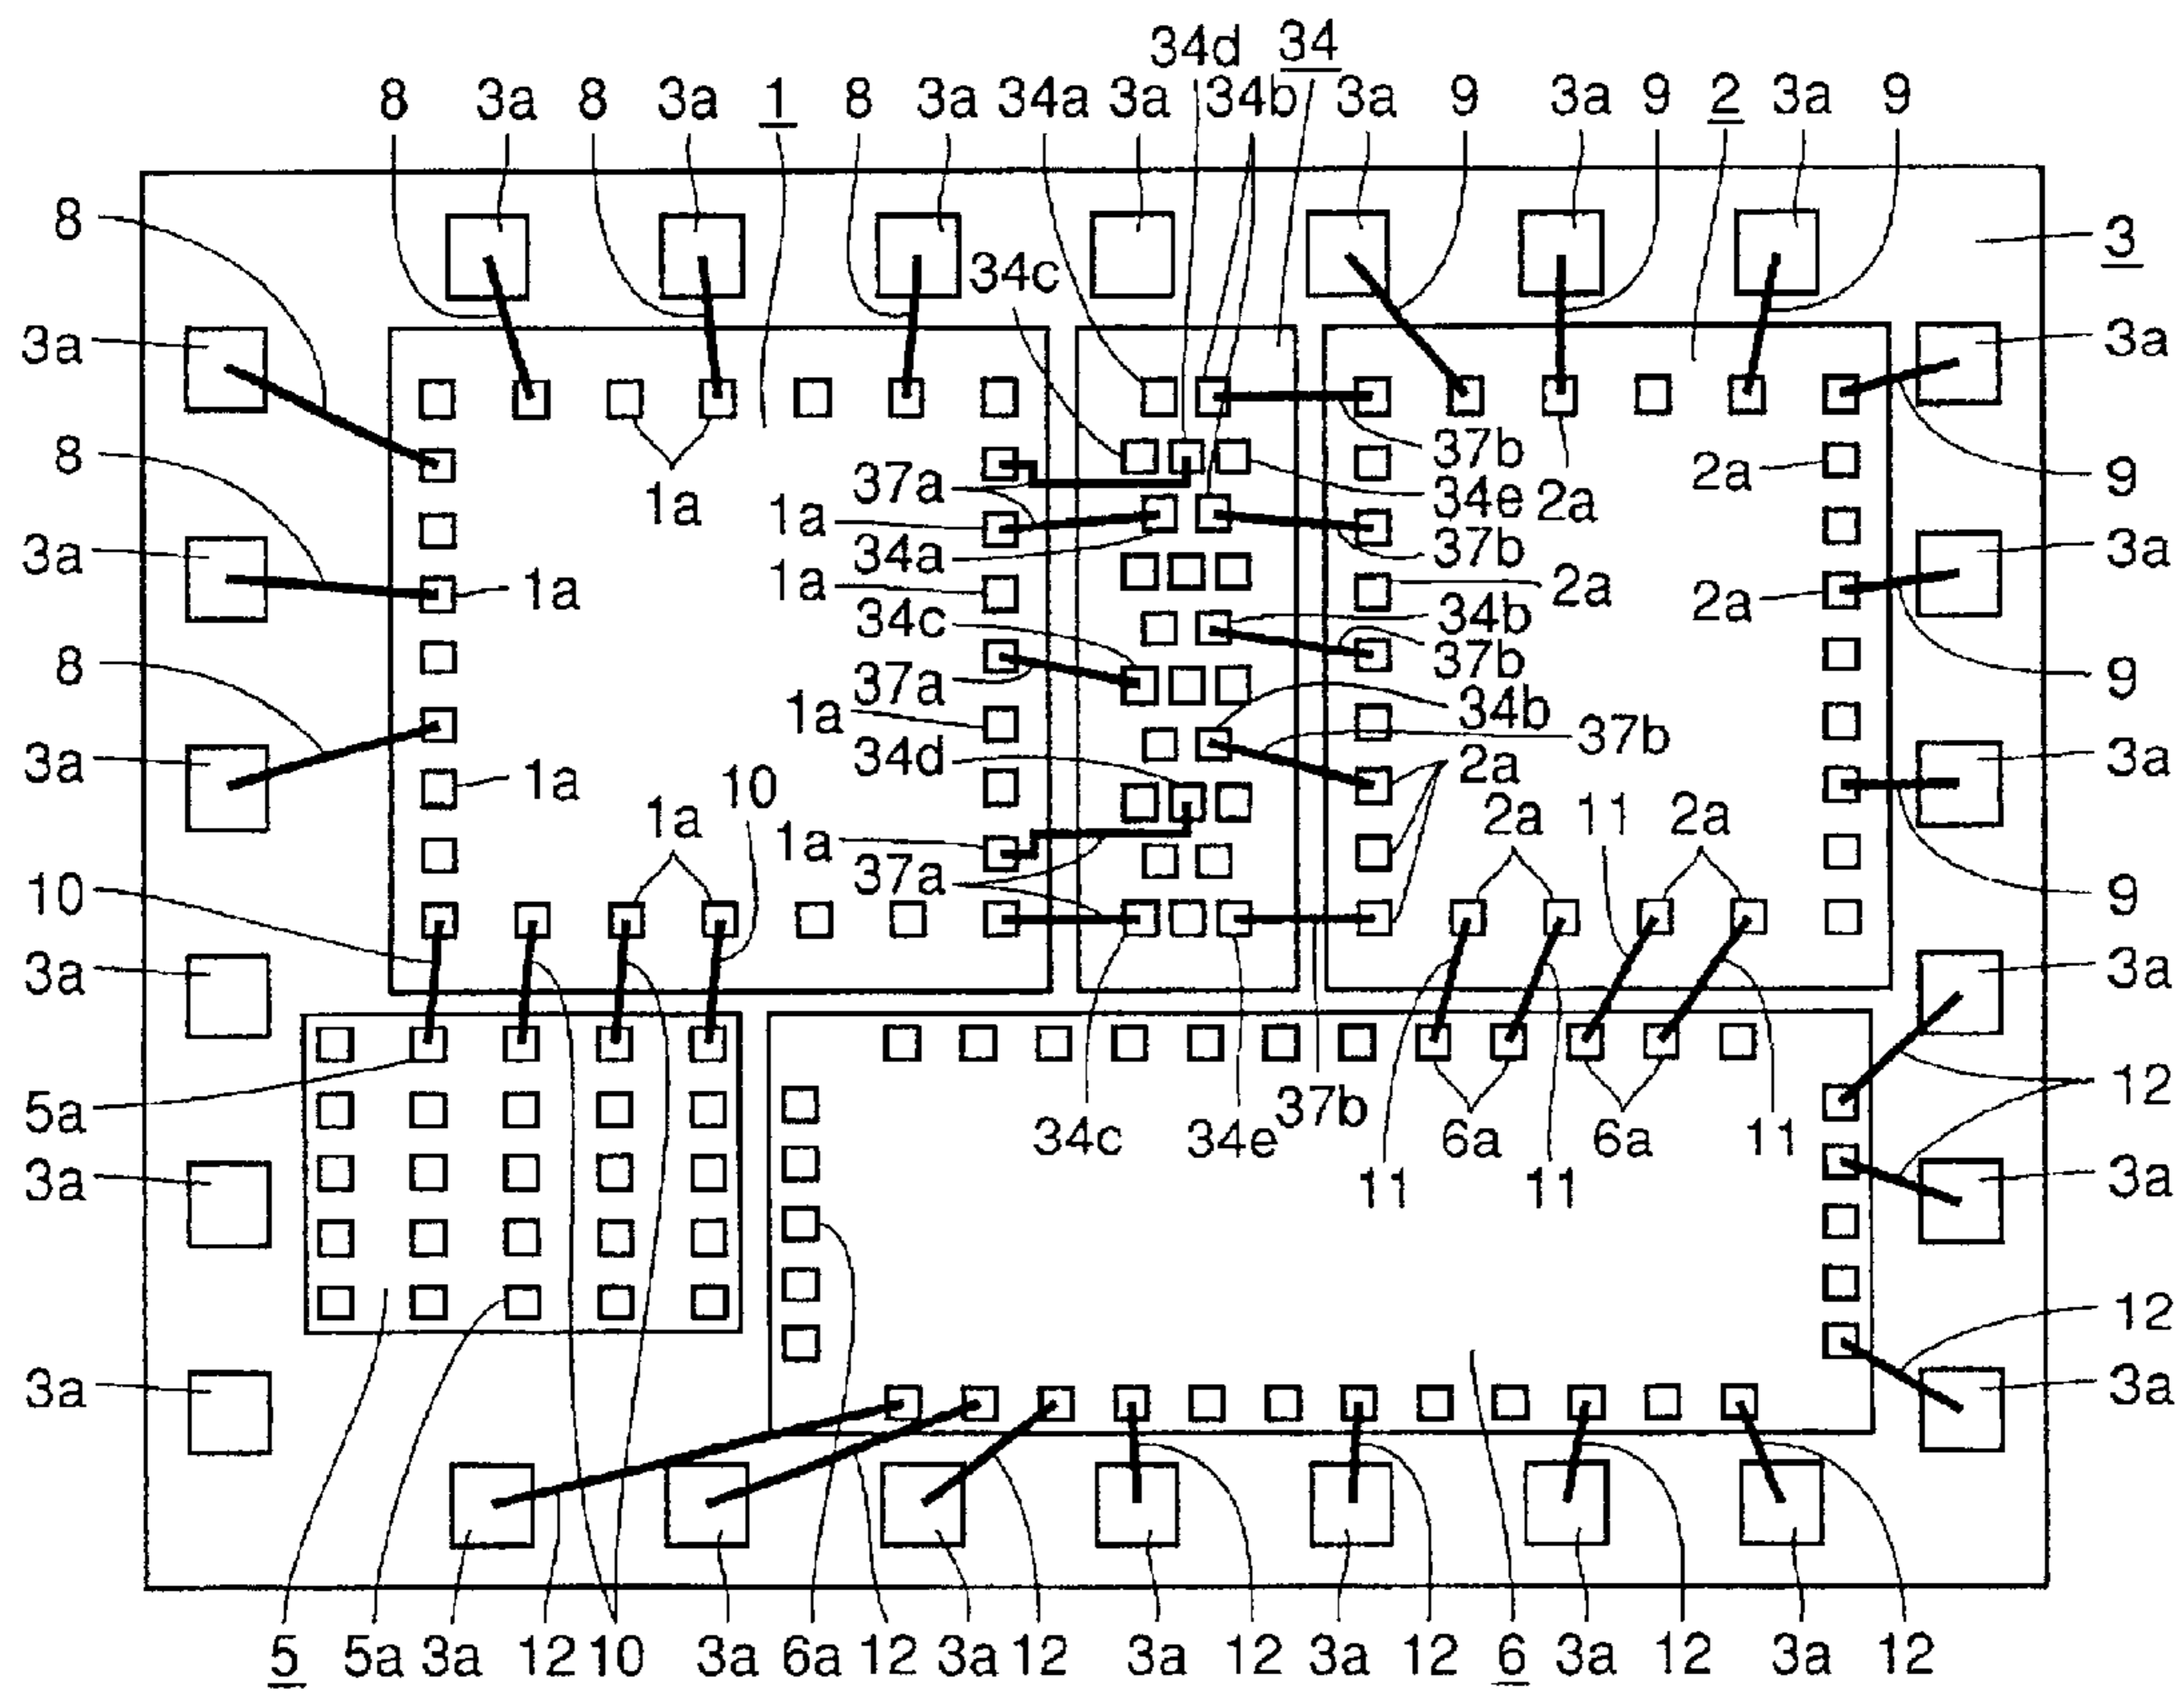 34d 34
8 3a 8 3a 1 8 3a 34a 3a 34b 3a 9 3a 9 2 3a 9
8 3
34c
3a 3a
8 37b
1a 37a 34e 2a 2a 9
1a
3a 34a 37b 3a
1a 1a 2a 2a
34c 34b
8 37a 37b 9
1a 34b
3a 34d 37b 3a
1a 10 2a
1a 1a 2a 11 2a
10 37a 9
3a 3a
5a 37b 12
34c 34e 6a 6a 11
3a 11 11 3a
12
3a 3a
5 5a 3a 12 10 3a 6a 12 3a 12 3a 12 3a 12 6 3a 12 3a 12